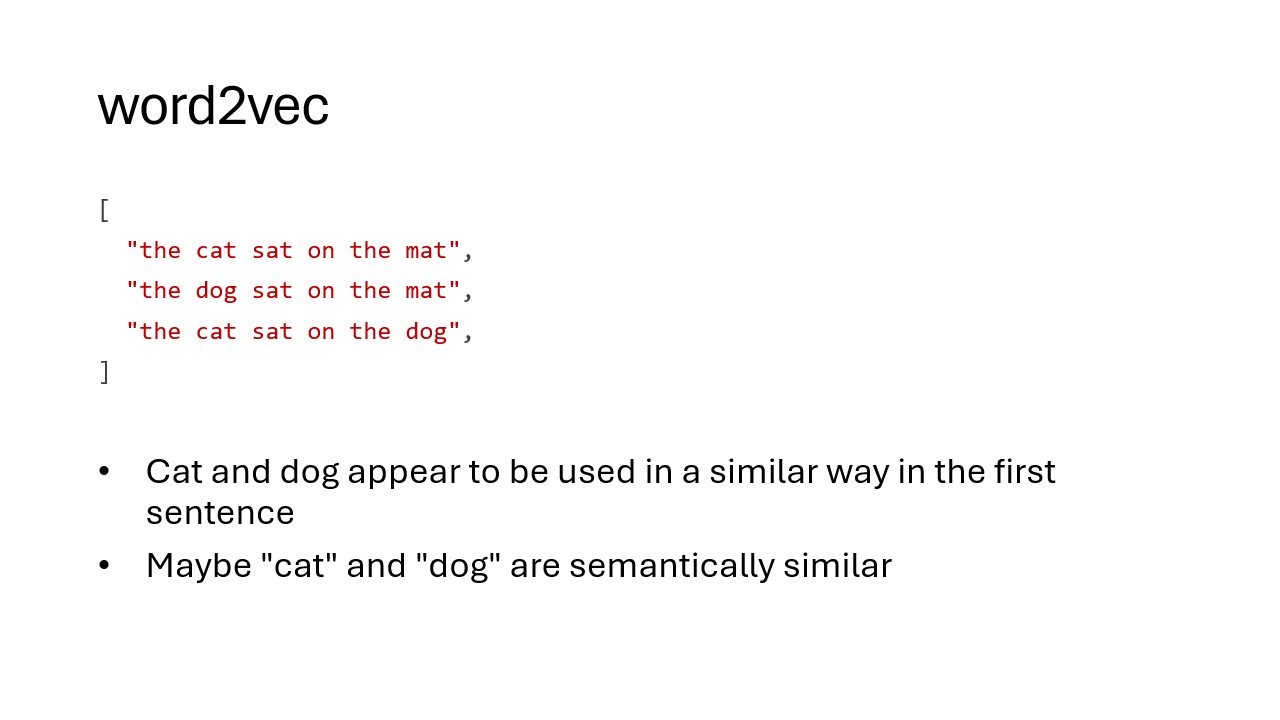 word2vec
[
"the cat sat on the mat",
"the dog sat on the mat",
"the cat sat on the dog",
]
• Cat and dog appear to be used in a similar way in the first
sentence
• Maybe "cat" and "dog" are semantically similar